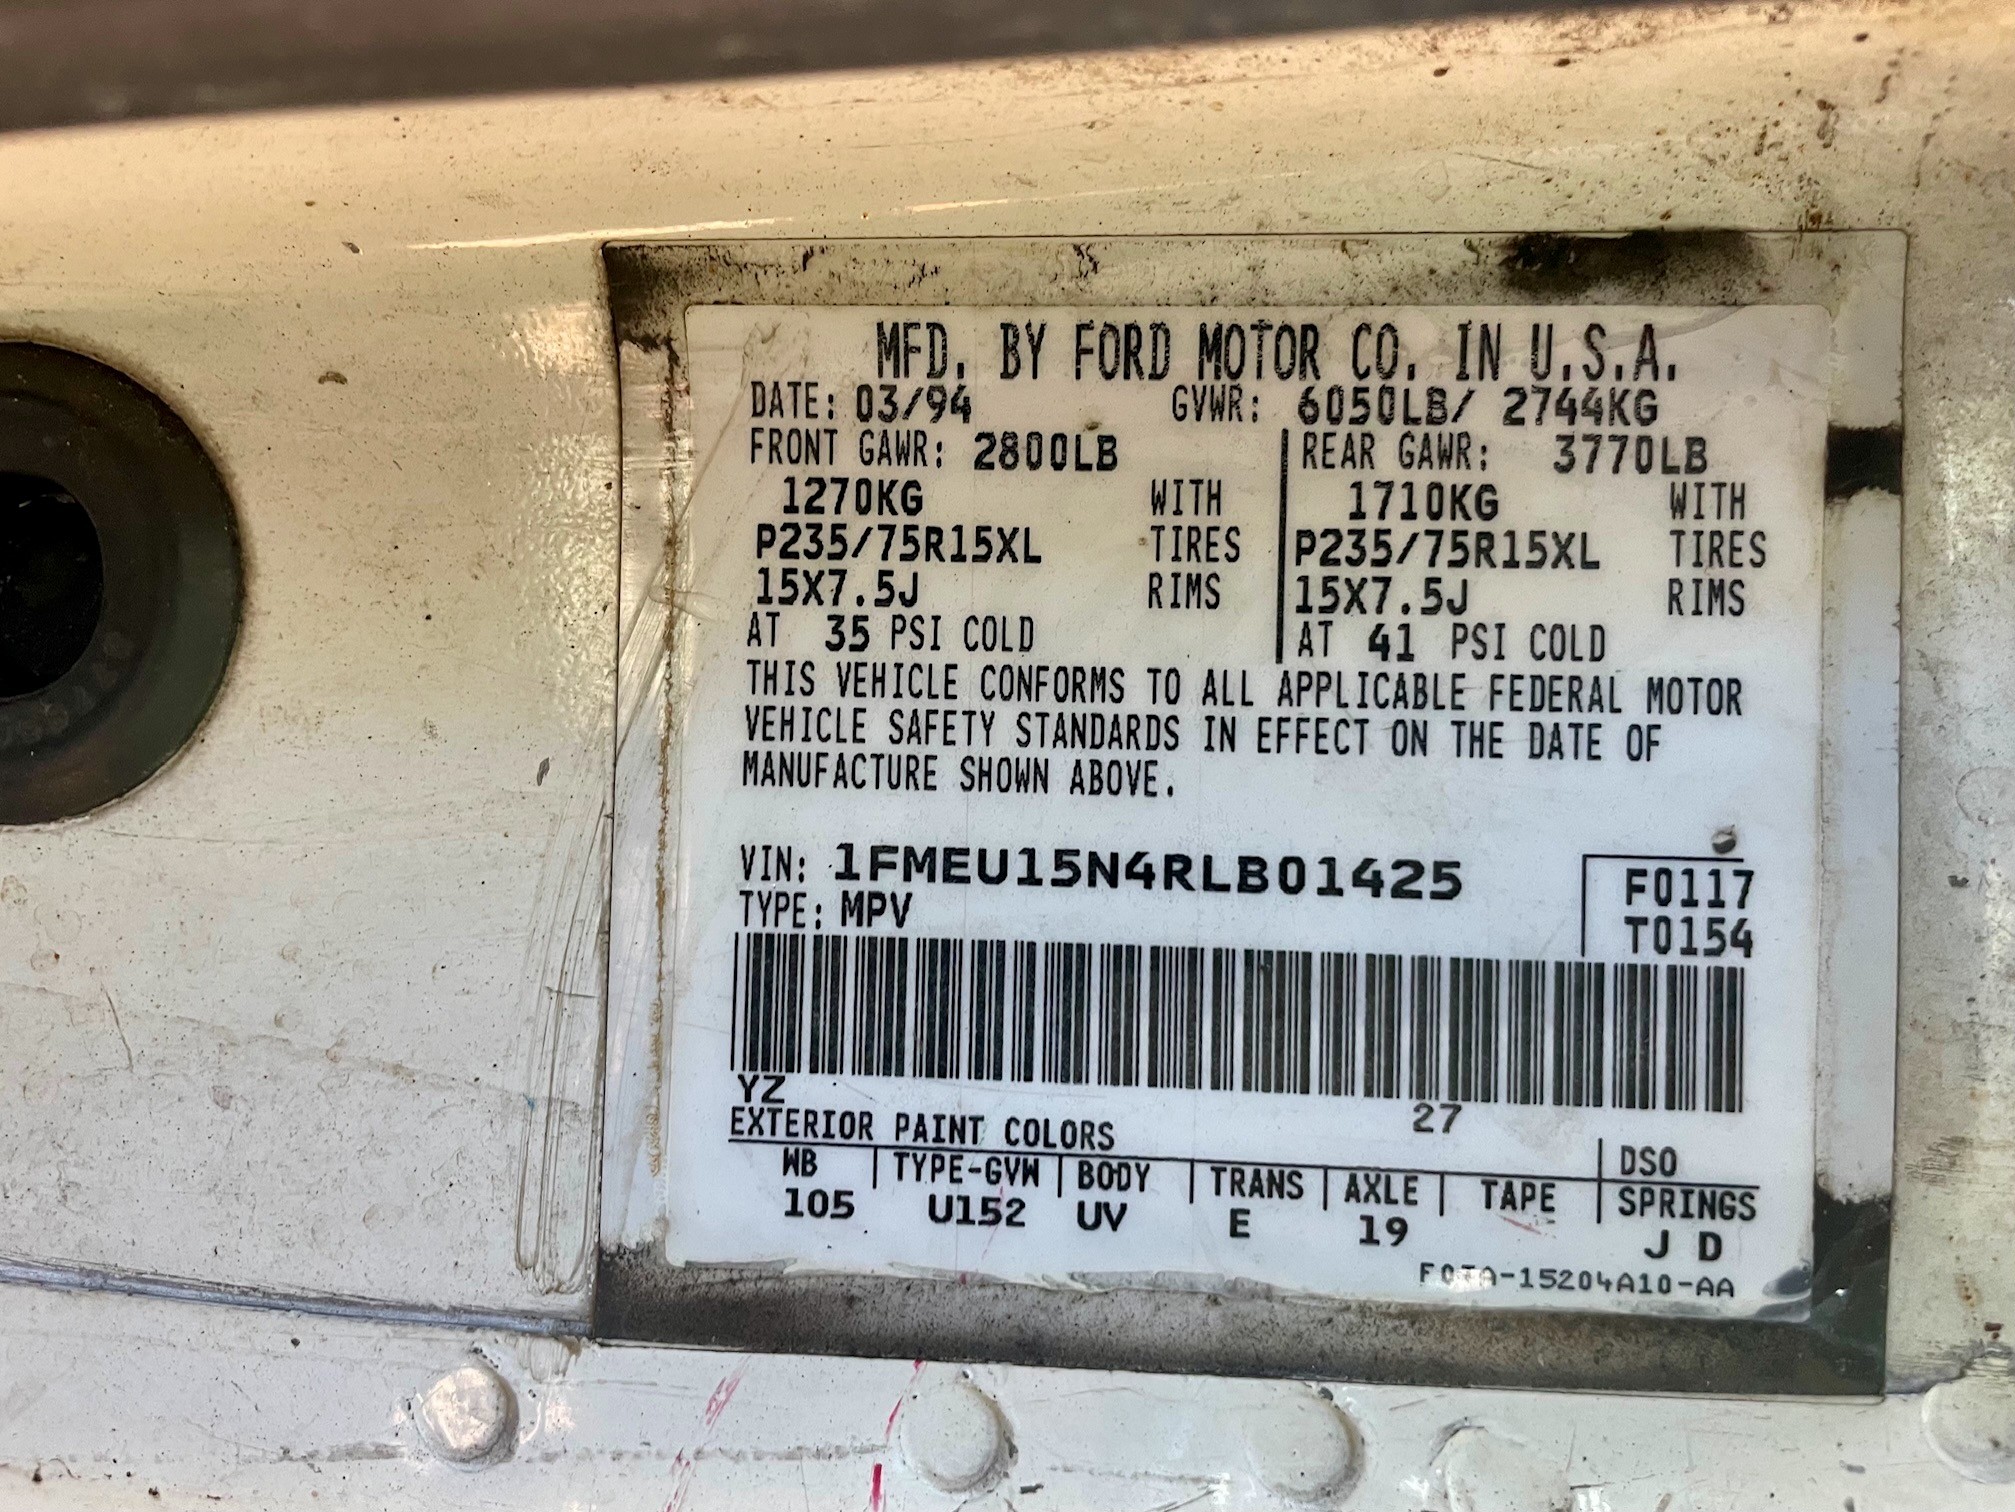 MFD. BY FORD MOTOR CO. IN U.S.A.
DATE: 03/94 GVWR: 6050LB/ 2744KG
FRONT GAWR: 2800LB REAR GAWR: 3770LB
1270KG WITH 1710KG WITH
P235/75R15XL TIRES P235/75R15XL TIRES
15X7.5J RIMS 15X7.5J RIMS
AT 35 PSI COLD AT 41 PSI COLD
THIS VEHICLE CONFORMS TO ALL APPLICABLE FEDERAL MOTOR
VEHICLE SAFETY STANDARDS IN EFFECT ON THE DATE OF
MANUFACTURE SHOWN ABOVE.
VIN: 1FMEU15N4RLB01425 F0117
TYPE: MPV T0154
YZ 27
EXTERIOR PAINT COLORS DSO
WB TYPE-GVW BODY TRANS AXLE TAPE SPRINGS
105 U152 UV E 19 J D